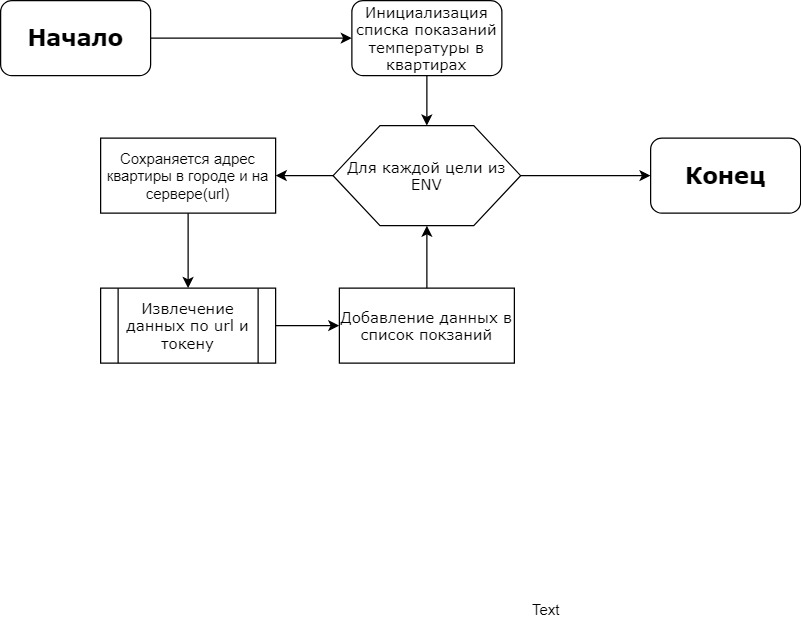 Начало
Инициализация
списка показаний
температуры в
квартирах
Сохраняется адрес
квартиры в городе и на
сервере(url)
Для каждой цели из
ENV
Конец
Извлечение
данных по url и
токену
Добавление данных в
список покзаний
Text